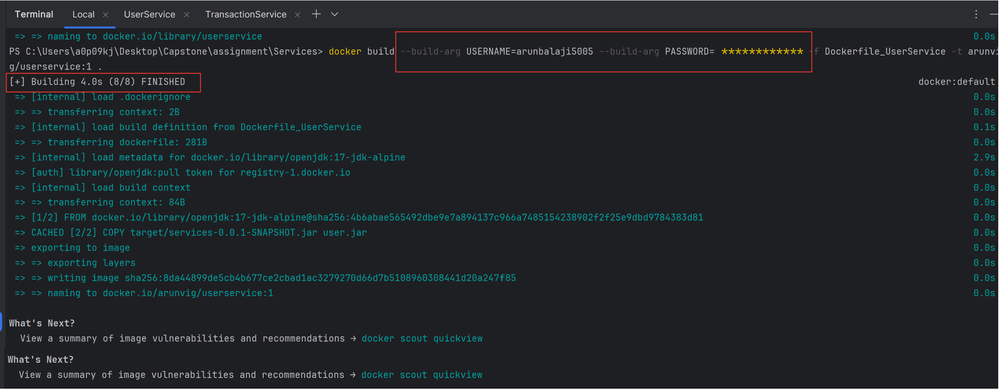 Terminal Local × UserService × TransactionService × +
=> => naming to docker.io/library/userservice 0.0s
PS C:\Users\a0p09kj\Desktop\Capstone\assignment\Services> docker build --build-arg USERNAME=arunbalaji5005 --build-arg PASSWORD= ************ -f Dockerfile_UserService -t arunvi
g/userservice:1 .
[+] Building 4.0s (8/8) FINISHED docker:default
=> [internal] load .dockerignore 0.0s
=> => transferring context: 2B 0.0s
=> [internal] load build definition from Dockerfile_UserService 0.1s
=> => transferring dockerfile: 281B 0.0s
=> [internal] load metadata for docker.io/library/openjdk:17-jdk-alpine 2.9s
=> [auth] library/openjdk:pull token for registry-1.docker.io 0.0s
=> [internal] load build context 0.0s
=> => transferring context: 84B 0.0s
=> [1/2] FROM docker.io/library/openjdk:17-jdk-alpine@sha256:4b6abae565492dbe9e7a894137c966a7485154238902f2f25e9dbd9784383d81 0.0s
=> CACHED [2/2] COPY target/services-0.0.1-SNAPSHOT.jar user.jar 0.0s
=> exporting to image 0.0s
=> => exporting layers 0.0s
=> => writing image sha256:8da44899de5cb4b677ce2cbad1ac3279270d66d7b5108960308441d20a247f85 0.0s
=> => naming to docker.io/arunvig/userservice:1 0.0s
What's Next?
View a summary of image vulnerabilities and recommendations → docker scout quickview
What's Next?
View a summary of image vulnerabilities and recommendations → docker scout quickview